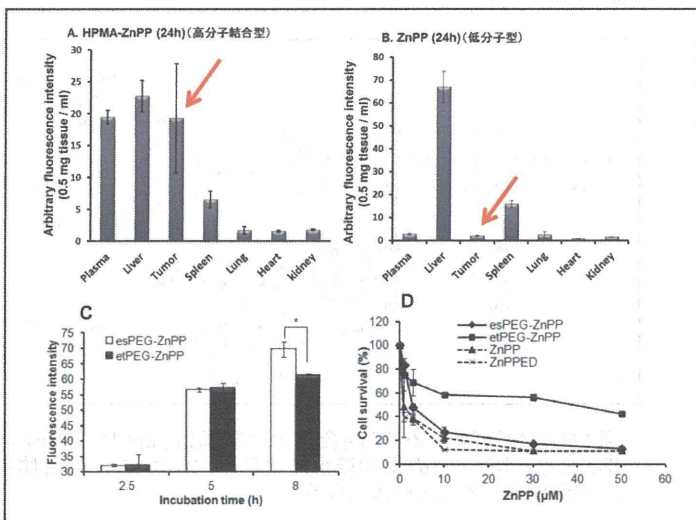 A. HPMA-ZnPP (24h)(高分子結合型)
Arbitrary fluorescence intensity
(0.5 mg tissue / ml)
30
25
20
15
10
5
0
Plasma
Liver
Tumor
Spleen
Lung
Heart
kidney
B. ZnPP (24h)(低分子型)
Arbitrary fluorescence intensity
(0.5 mg tissue / ml)
80
70
60
50
40
30
20
10
0
Plasma
Liver
Tumor
Spleen
Lung
Heart
Kidney
C
esPEG-ZnPP
etPEG-ZnPP
*
Fluorescence intensity
75
70
65
60
55
50
45
40
35
30
2.5
5
8
Incubation time (h)
D
esPEG-ZnPP
etPEG-ZnPP
ZnPP
ZnPPED
Cell survival (%)
120
100
80
60
40
20
0
0
10
20
30
40
50
60
ZnPP (μM)